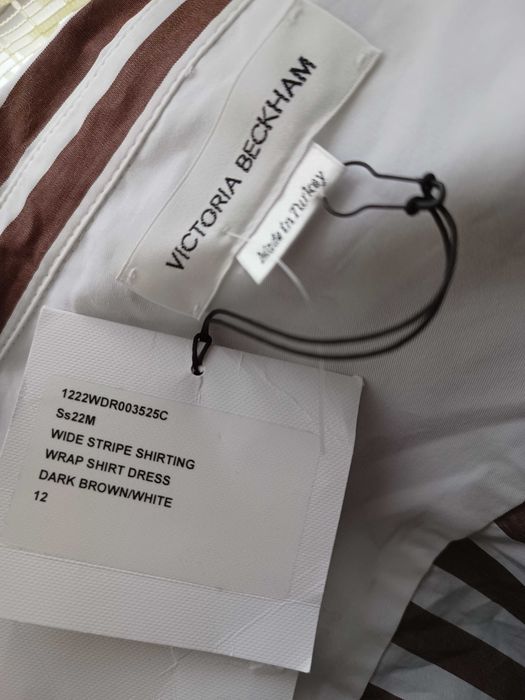 VICTORIA BECKHAM
Made in Turkey
1222WDR003525C
Ss22M
WIDE STRIPE SHIRTING
WRAP SHIRT DRESS
DARK BROWN/WHITE
12